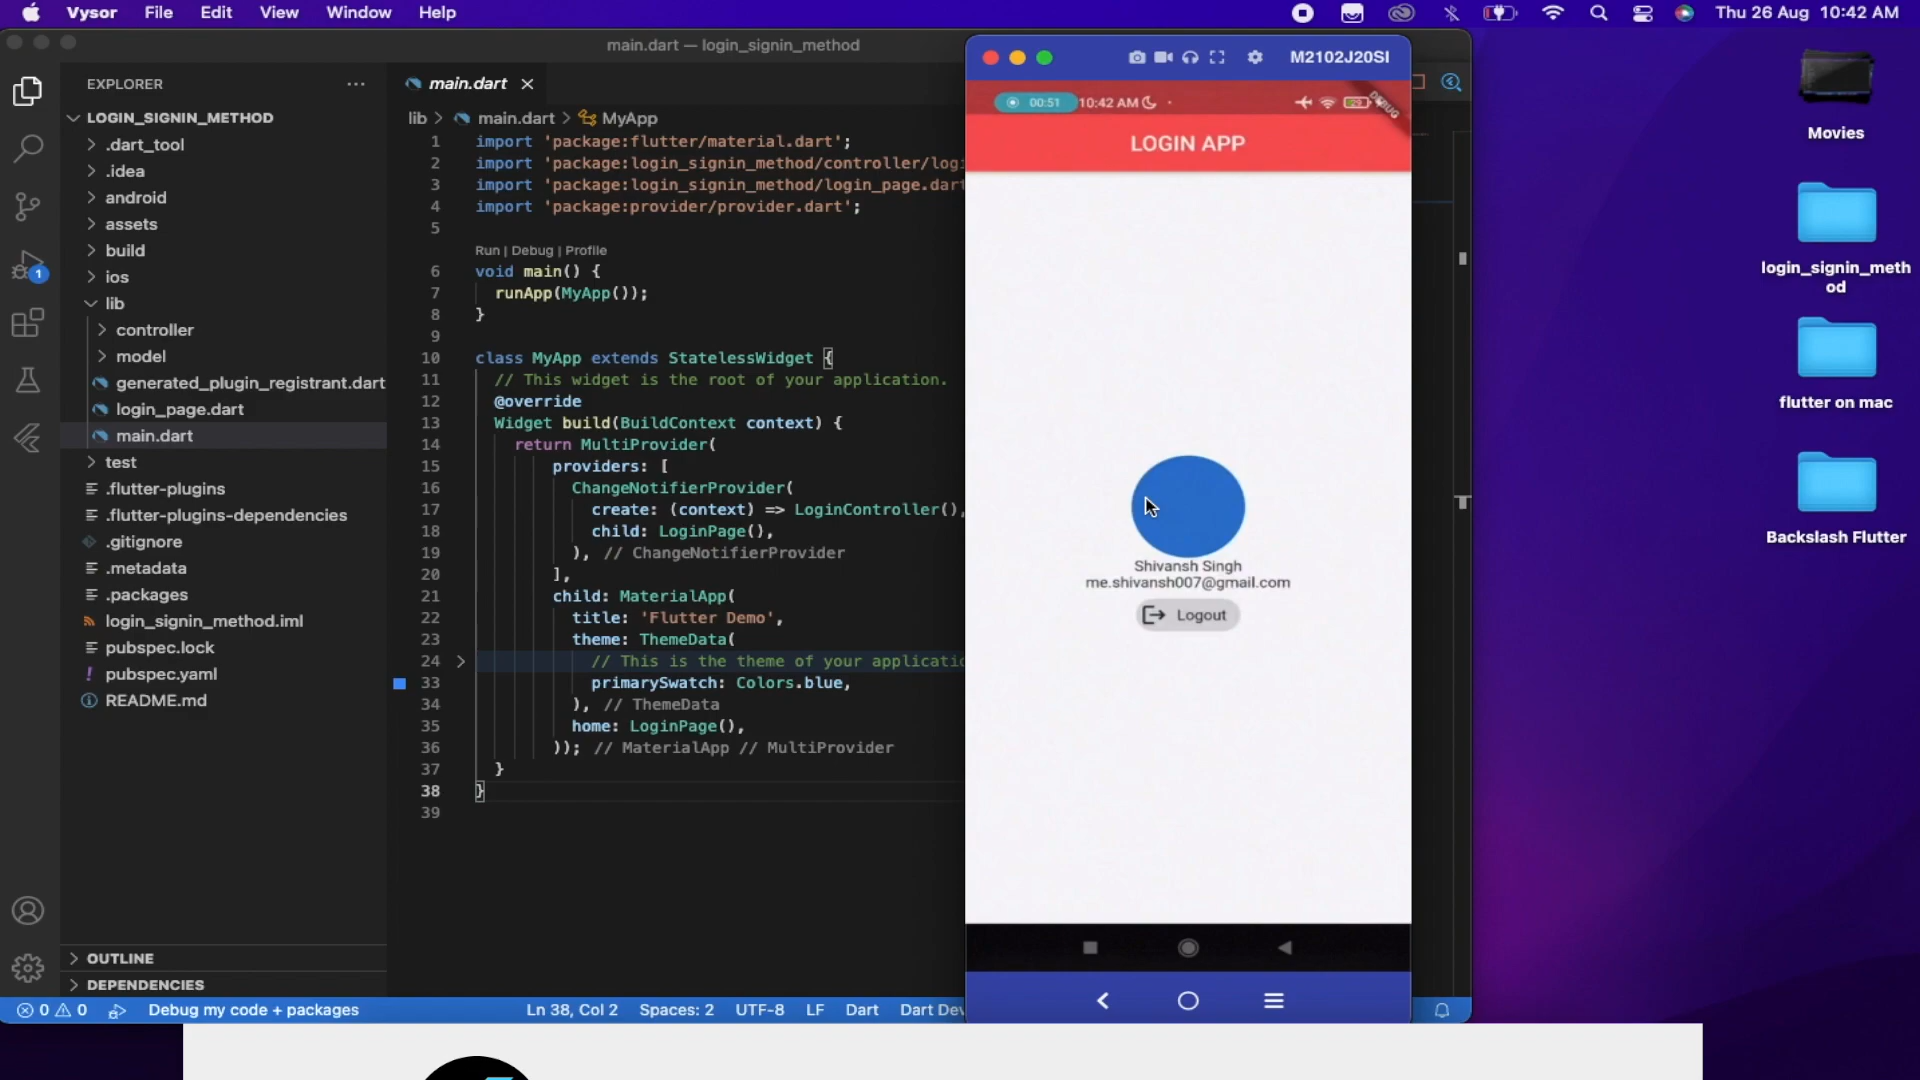 Vysor File Edit View Window Help
Thu 26 Aug 10:42 AM
main.dart — login_signin_method
EXPLORER
LOGIN_SIGNIN_METHOD
.dart_tool
.idea
android
assets
build
ios
lib
controller
model
generated_plugin_registrant.dart
login_page.dart
main.dart
test
.flutter-plugins
.flutter-plugins-dependencies
.gitignore
.metadata
.packages
login_signin_method.iml
pubspec.lock
pubspec.yaml
README.md
OUTLINE
DEPENDENCIES
main.dart
lib > main.dart > MyApp
1 import 'package:flutter/material.dart';
2 import 'package:login_signin_method/controller/logi
3 import 'package:login_signin_method/login_page.dart
4 import 'package:provider/provider.dart';
5
Run | Debug | Profile
6 void main() {
7 runApp(MyApp());
8 }
9
10 class MyApp extends StatelessWidget {
11 // This widget is the root of your application.
12 @override
13 Widget build(BuildContext context) {
14 return MultiProvider(
15 providers: [
16 ChangeNotifierProvider(
17 create: (context) => LoginController(),
18 child: LoginPage(),
19 ), // ChangeNotifierProvider
20 ],
21 child: MaterialApp(
22 title: 'Flutter Demo',
23 theme: ThemeData(
24 // This is the theme of your applicatio
33 primarySwatch: Colors.blue,
34 ), // ThemeData
35 home: LoginPage(),
36 )); // MaterialApp // MultiProvider
37 }
38 }
39
0 0 Debug my code + packages
Ln 38, Col 2 Spaces: 2 UTF-8 LF Dart Dart Dev
1
M2102J20SI
00:51 10:42 AM
DEBUG
LOGIN APP
Shivansh Singh
me.shivansh007@gmail.com
Logout
Movies
login_signin_meth
od
flutter on mac
Backslash Flutter